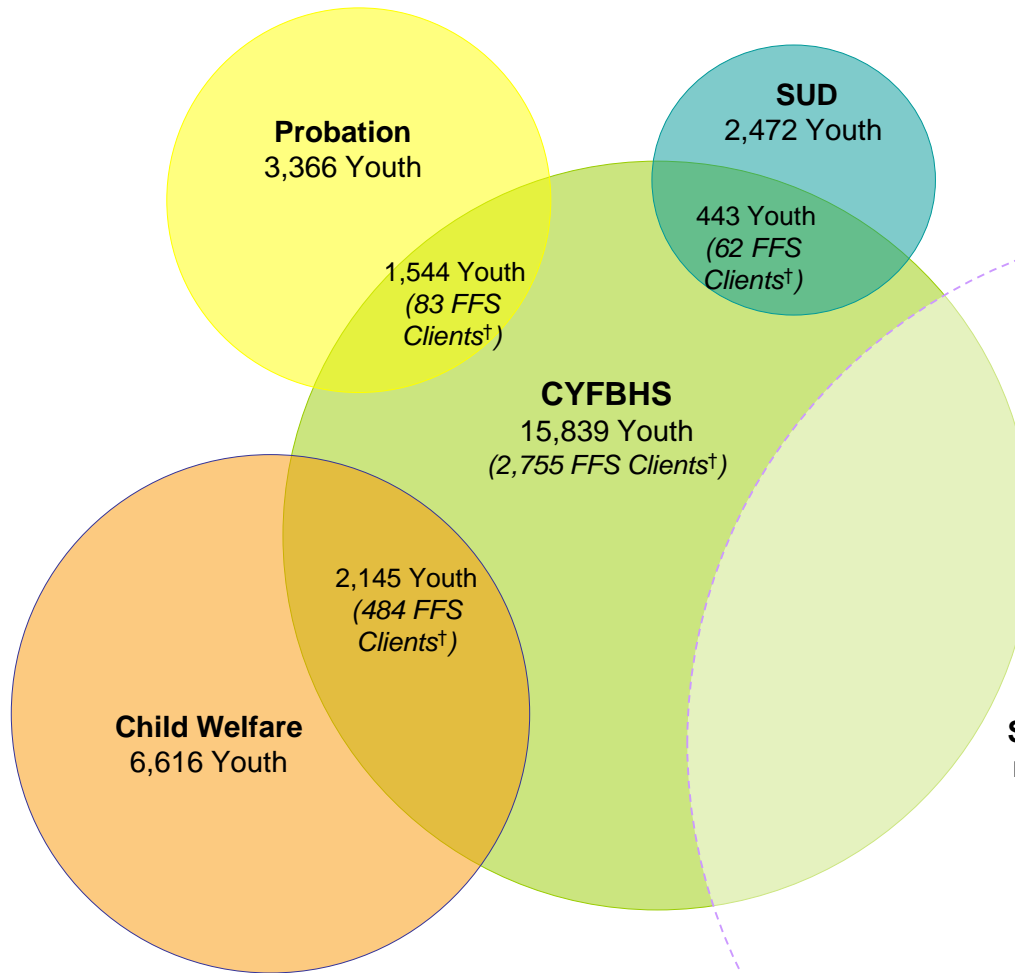 SUD
2,472 Youth
Probation
3,366 Youth
443 Youth
(62 FFS
Clients†)
1,544 Youth
(83 FFS
Clients†)
CYFBHS
15,839 Youth
(2,755 FFS Clients†)
2,145 Youth
(484 FFS
Clients†)
Child Welfare
6,616 Youth
S